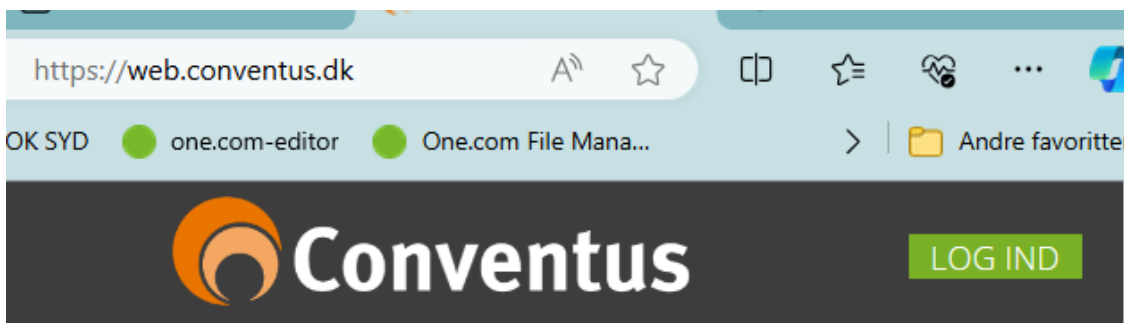 https://web.conventus.dk
OK SYD one.com-editor One.com File Mana... Andre favoritter
Conventus LOG IND